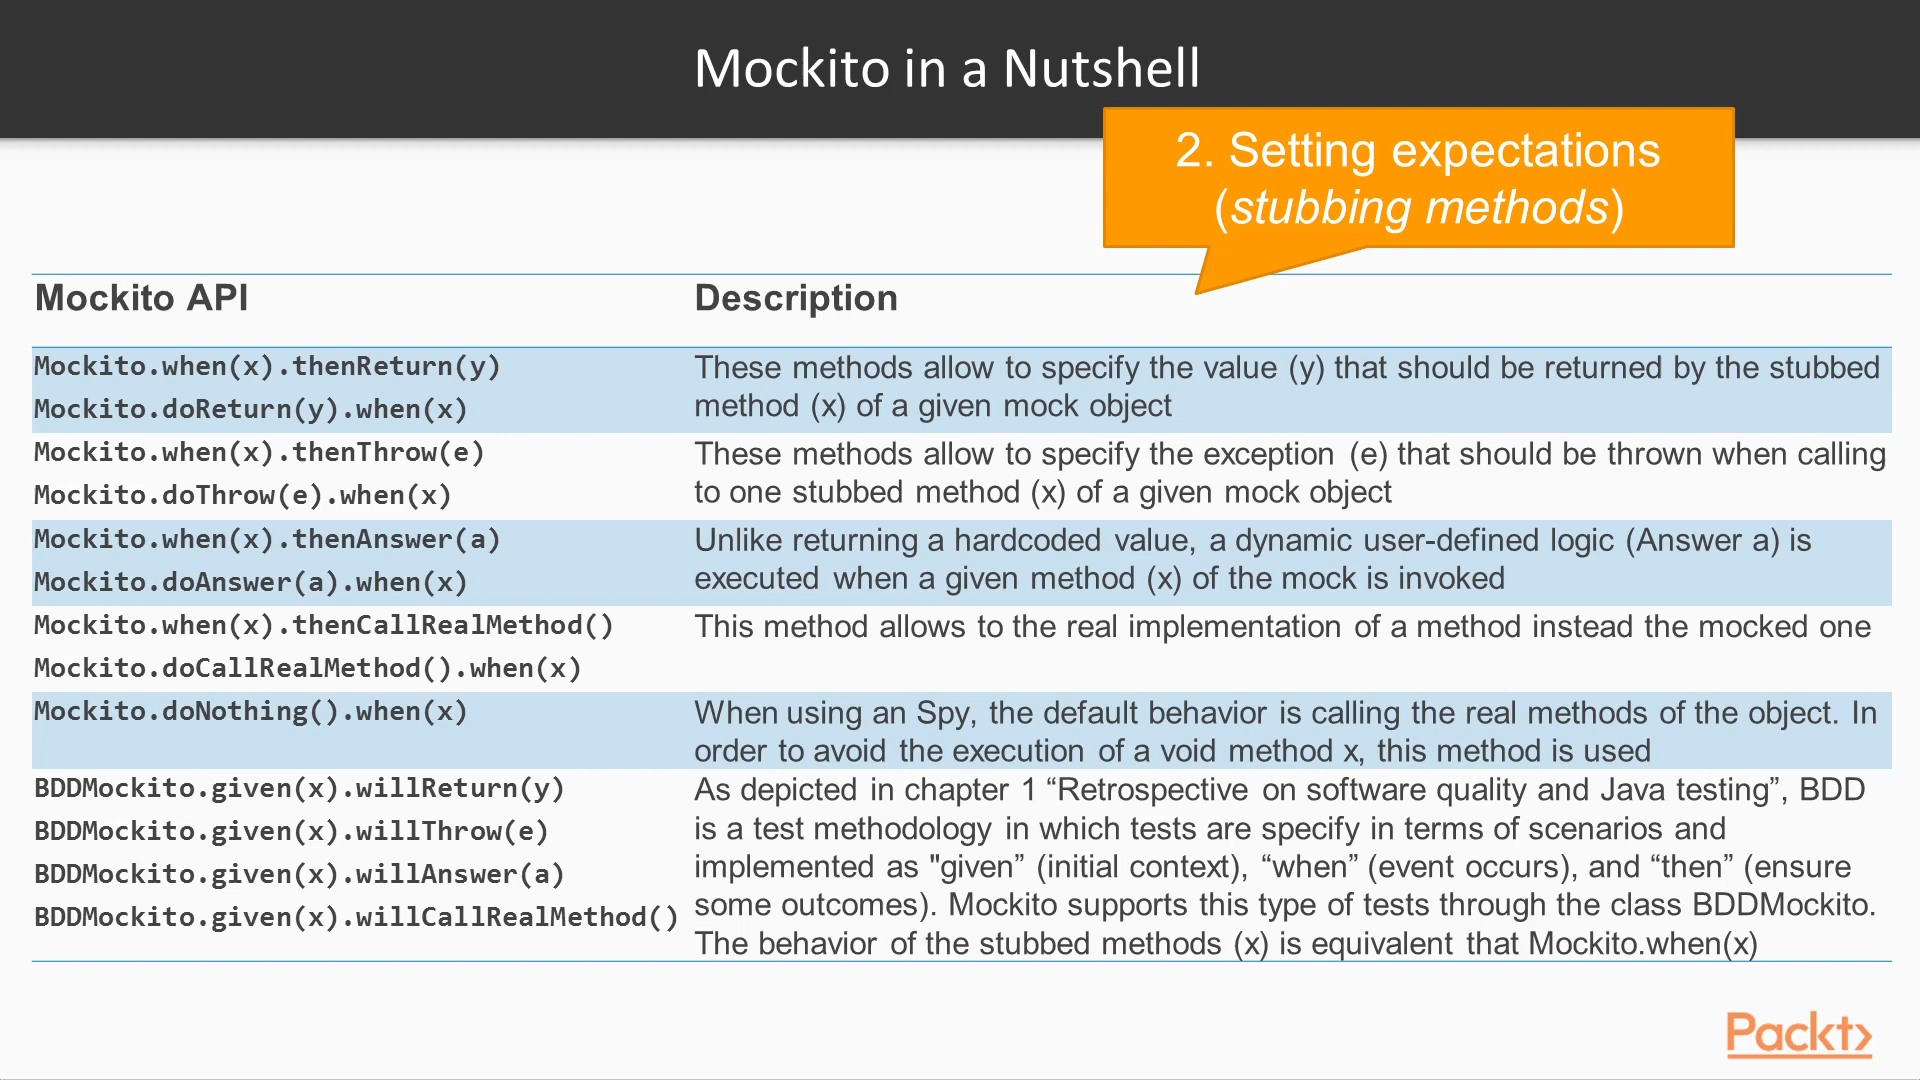 Mockito in a Nutshell
2. Setting expectations
(stubbing methods)
Mockito API
Description
Mockito.when(x).thenReturn(y)
Mockito.doReturn(y).when(x)
These methods allow to specify the value (y) that should be returned by the stubbed
method (x) of a given mock object
Mockito.when(x).thenThrow(e)
Mockito.doThrow(e).when(x)
These methods allow to specify the exception (e) that should be thrown when calling
to one stubbed method (x) of a given mock object
Mockito.when(x).thenAnswer(a)
Mockito.doAnswer(a).when(x)
Unlike returning a hardcoded value, a dynamic user-defined logic (Answer a) is
executed when a given method (x) of the mock is invoked
Mockito.when(x).thenCallRealMethod()
Mockito.doCallRealMethod().when(x)
This method allows to the real implementation of a method instead the mocked one
Mockito.doNothing().when(x)
When using an Spy, the default behavior is calling the real methods of the object. In
order to avoid the execution of a void method x, this method is used
BDDMockito.given(x).willReturn(y)
BDDMockito.given(x).willThrow(e)
BDDMockito.given(x).willAnswer(a)
BDDMockito.given(x).willCallRealMethod()
As depicted in chapter 1 “Retrospective on software quality and Java testing”, BDD
is a test methodology in which tests are specify in terms of scenarios and
implemented as "given” (initial context), “when” (event occurs), and “then” (ensure
some outcomes). Mockito supports this type of tests through the class BDDMockito.
The behavior of the stubbed methods (x) is equivalent that Mockito.when(x)
Packt>